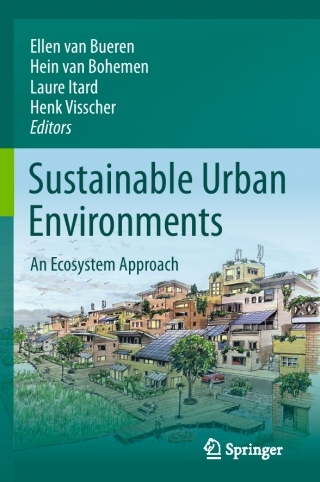 Ellen van Bueren
Hein van Bohemen
Laure Itard
Henk Visscher
Editors
Sustainable Urban
Environments
An Ecosystem Approach
Springer